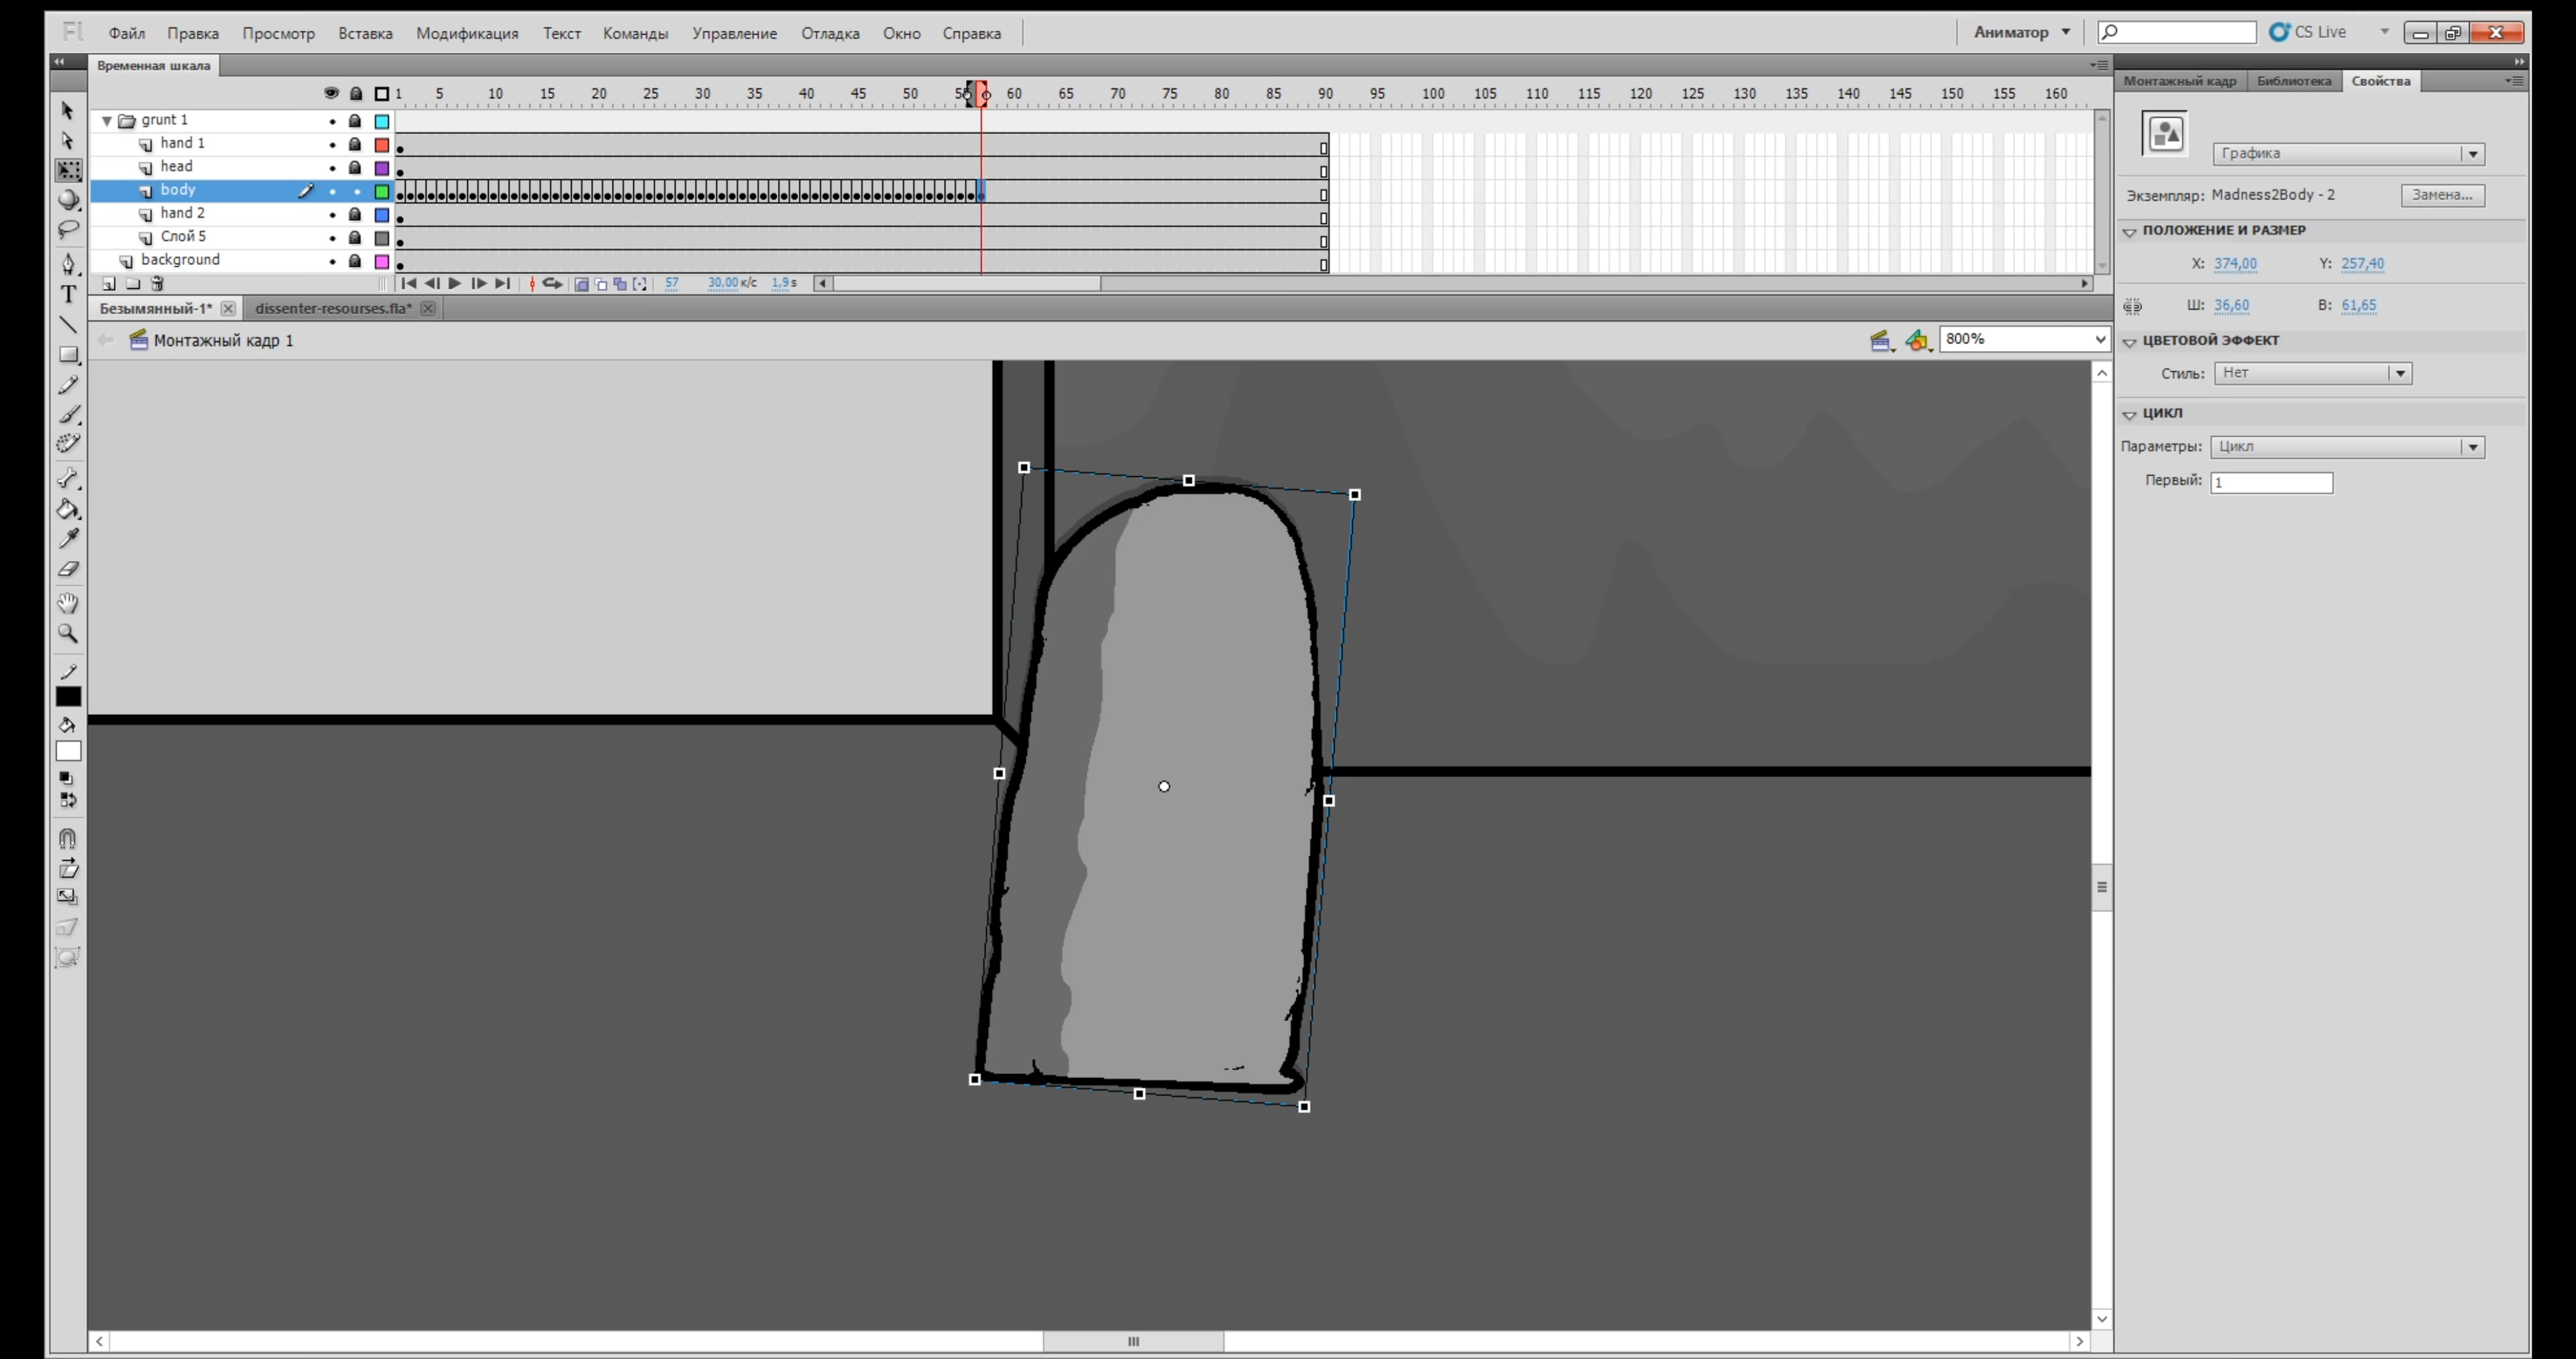 Fl Файл Правка Просмотр Вставка Модификация Текст Команды Управление Отладка Окно Справка Аниматор CS Live
Временная шкала
1 5 10 15 20 25 30 35 40 45 50 55 60 65 70 75 80 85 90 95 100 105 110 115 120 125 130 135 140 145 150 155 160
grunt 1
hand 1
head
body
hand 2
Слой 5
background
57 30,00 к/с 1,9 s
Безымянный-1* dissenter-resourses.fla*
Монтажный кадр 1 800%
Монтажный кадр Библиотека Свойства
Графика
Экземпляр: Madness2Body - 2 Замена...
ПОЛОЖЕНИЕ И РАЗМЕР
X: 374,00 Y: 257,40
Ш: 36,60 В: 61,65
ЦВЕТОВОЙ ЭФФЕКТ
Стиль: Нет
ЦИКЛ
Параметры: Цикл
Первый: 1